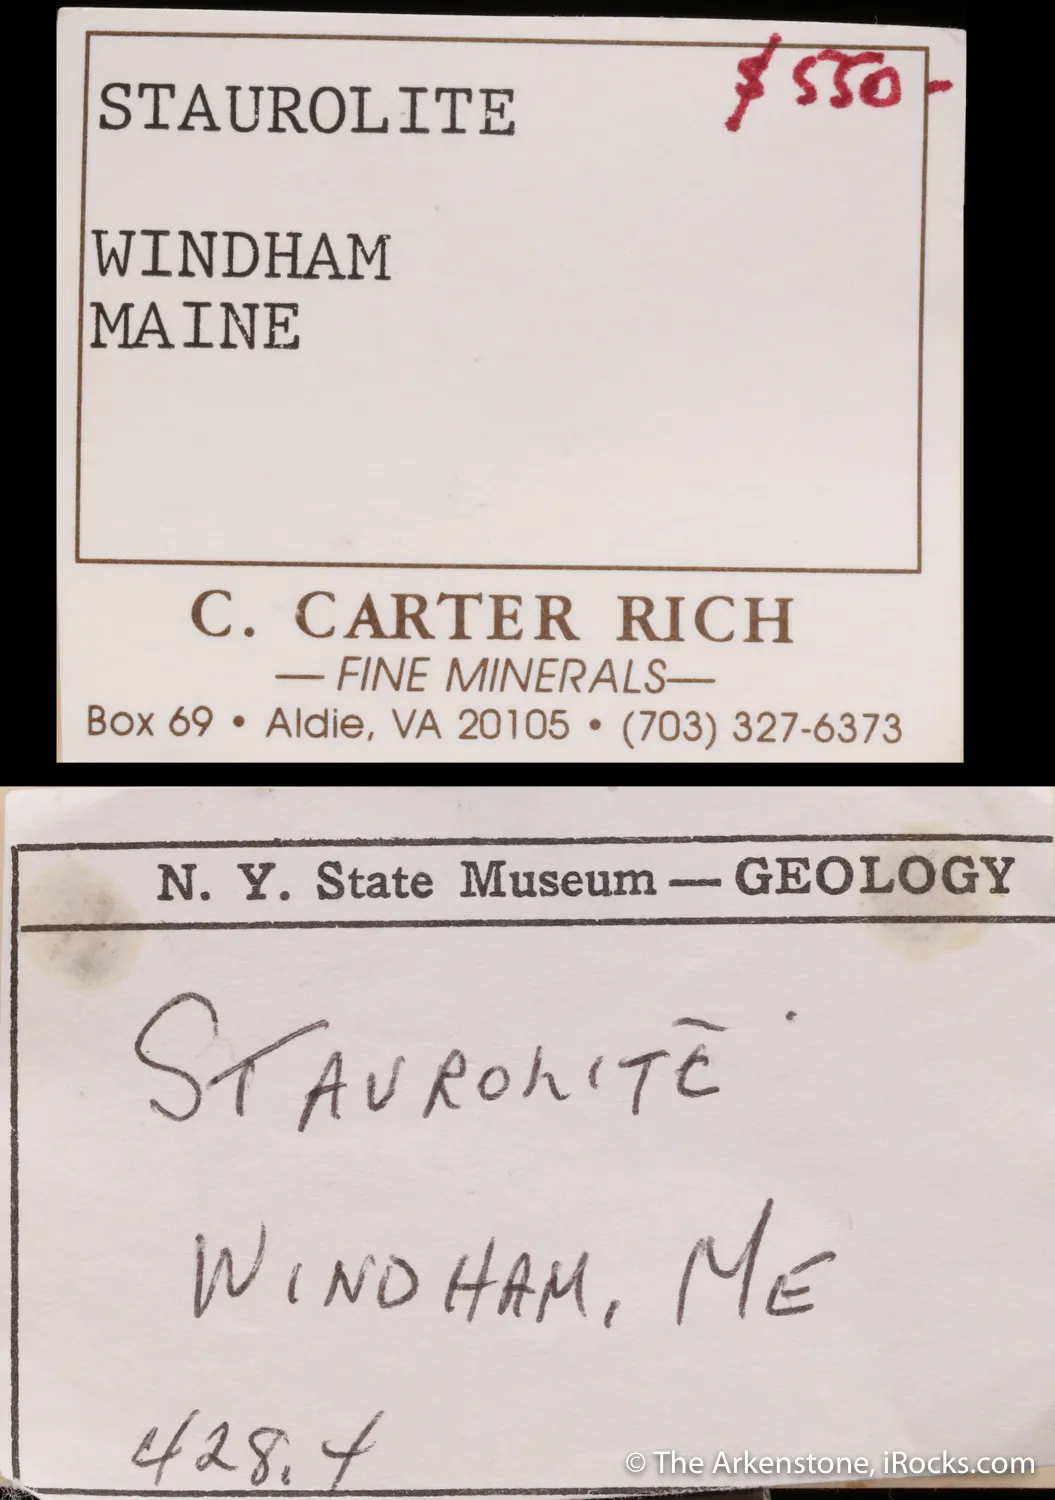 STAUROLITE
$550-
WINDHAM
MAINE
C. CARTER RICH
—FINE MINERALS—
Box 69 • Aldie, VA 20105 • (703) 327-6373
N. Y. State Museum — GEOLOGY
STAUROLITE
WINDHAM, ME
428.4
© The Arkenstone, iRocks.com